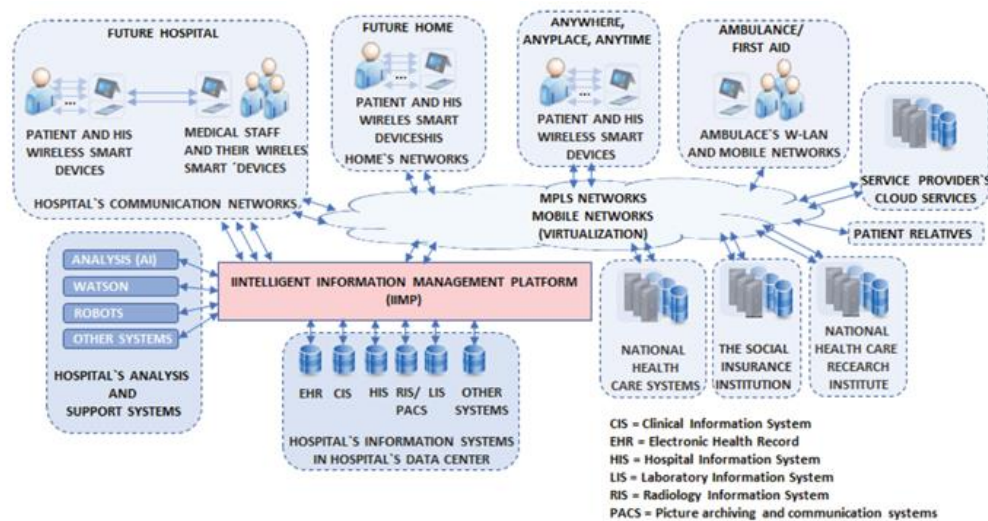 FUTURE HOSPITAL
...
PATIENT AND HIS
WIRELESS SMART
DEVICES
MEDICAL STAFF
AND THEIR WIRELES
SMART ´DEVICES
HOSPITAL`S COMMUNICATION NETWORKS
FUTURE HOME
...
PATIENT AND HIS
WIRELES SMART
DEVICESHIS
HOME`S NETWORKS
ANYWHERE,
ANYPLACE, ANYTIME
...
PATIENT AND HIS
WIRELESS SMART
DEVICES
AMBULANCE/
FIRST AID
AMBULACE`S W-LAN
AND MOBILE NETWORKS
SERVICE PROVIDER`S
CLOUD SERVICES
PATIENT RELATIVES
MPLS NETWORKS
MOBILE NETWORKS
(VIRTUALIZATION)
ANALYSIS (AI)
WATSON
ROBOTS
OTHER SYSTEMS
HOSPITAL`S ANALYSIS
AND
SUPPORT SYSTEMS
IINTELLIGENT INFORMATION MANAGEMENT PLATFORM
(IIMP)
EHR
CIS
HIS
RIS/
PACS
LIS
OTHER
SYSTEMS
HOSPITAL`S INFORMATION SYSTEMS
IN HOSPITAL`S DATA CENTER
NATIONAL
HEALTH
CARE SYSTEMS
THE SOCIAL
INSURANCE
INSTITUTION
NATIONAL
HEALTH CARE
RECEARCH
INSTITUTE
CIS = Clinical Information System
EHR = Electronic Health Record
HIS = Hospital Information System
LIS = Laboratory Information System
RIS = Radiology Information System
PACS = Picture archiving and communication systems